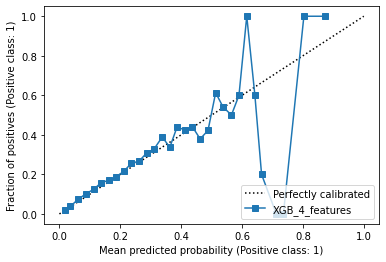 Fraction of positives (Positive class: 1)
1.0
0.8
0.6
0.4
0.2
0.0
Perfectly calibrated
XGB_4_features
0.0 0.2 0.4 0.6 0.8 1.0
Mean predicted probability (Positive class: 1)